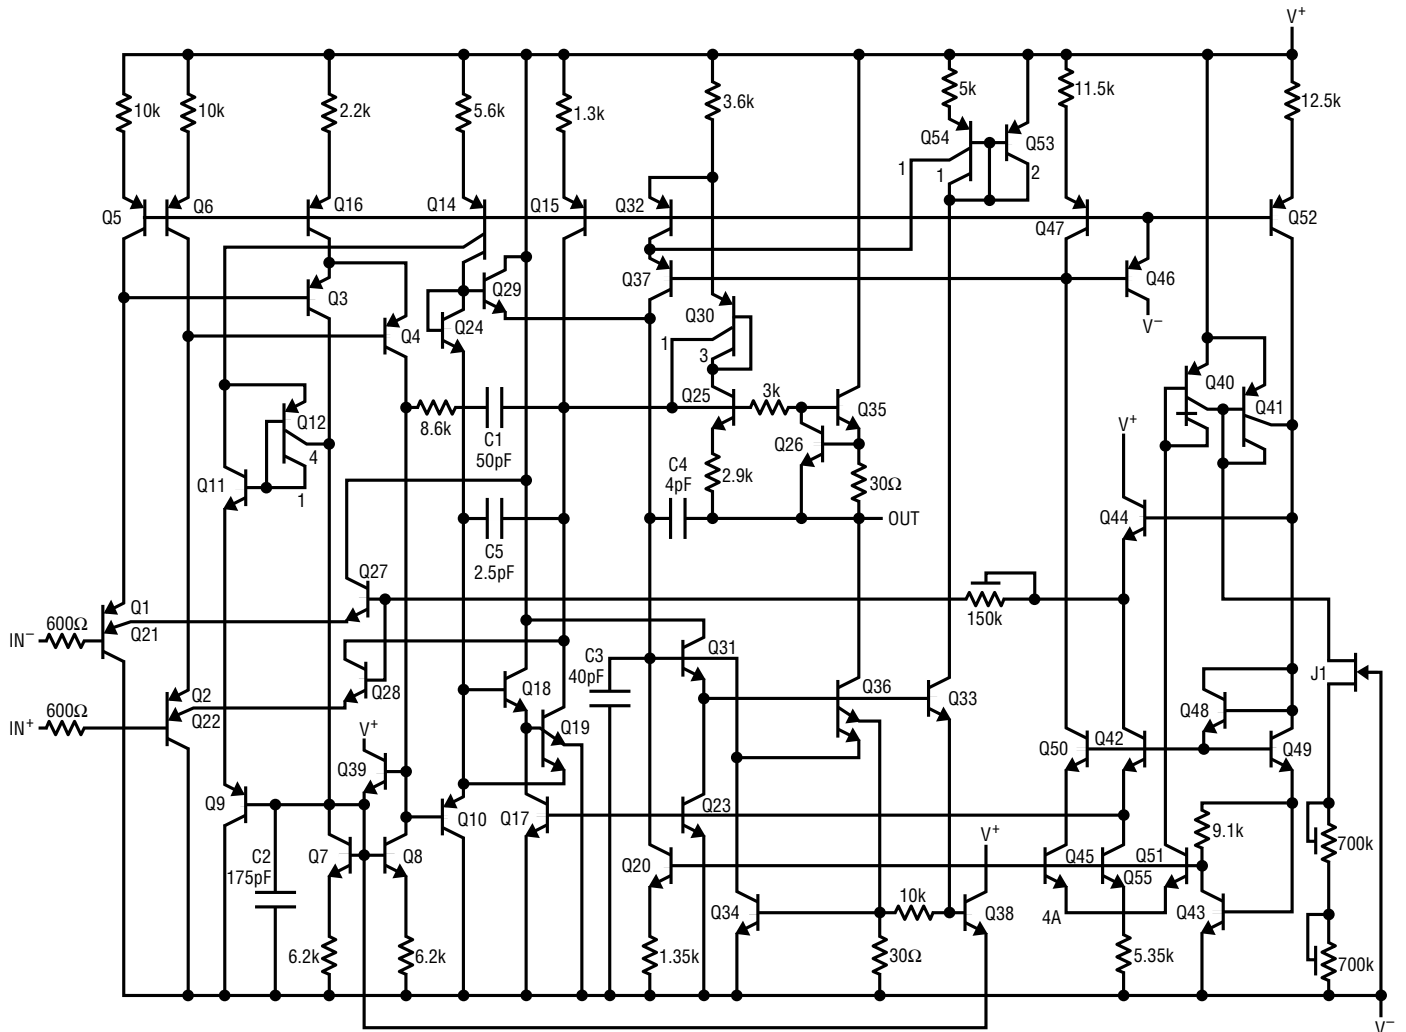 V+
10k
10k
2.2k
5.6k
1.3k
3.6k
5k
11.5k
12.5k
Q54
Q53
1
1
2
Q5
Q6
Q16
Q14
Q15
Q32
Q47
Q52
Q3
Q29
Q37
Q46
V−
Q4
Q24
Q30
1
3
Q40
Q41
Q12
4
Q11
1
8.6k
C1
50pF
Q25
3k
Q35
Q26
V+
C4
4pF
2.9k
30Ω
OUT
Q44
C5
2.5pF
Q27
150k
IN−
600Ω
Q1
Q21
Q28
C3
40pF
Q31
J1
IN+
600Ω
Q2
Q22
Q18
Q19
Q36
Q33
Q48
V+
Q39
Q50
Q42
Q49
Q9
Q10
Q17
Q23
V+
9.1k
700k
C2
175pF
Q7
Q8
Q20
Q45
Q55
Q51
Q34
10k
Q38
4A
Q43
6.2k
6.2k
1.35k
30Ω
5.35k
700k
V−